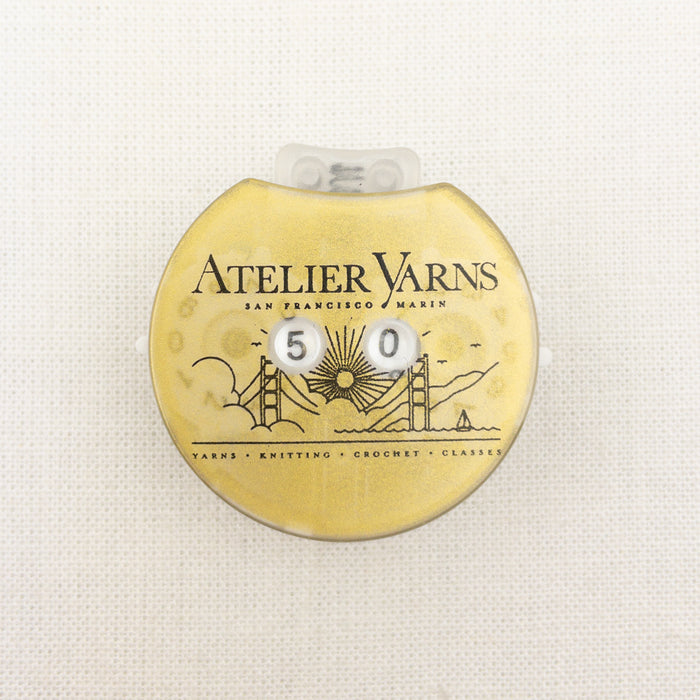 ATELIER YARNS
SAN FRANCISCO MARIN
5 0
YARNS • KNITTING • CROCHET • CLASSES